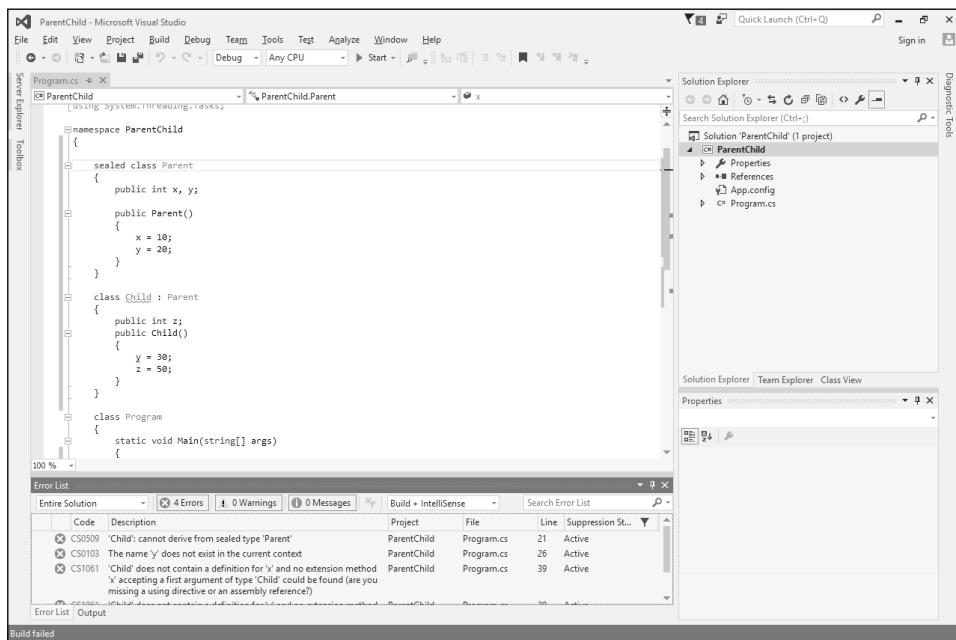 ParentChild - Microsoft Visual Studio
Quick Launch (Ctrl+Q)
File Edit View Project Build Debug Team Tools Test Analyze Window Help
Sign in
Debug Any CPU Start
Server Explorer
Toolbox
Program.cs
C# ParentChild ParentChild.Parent x
using System.Threading.Tasks;
namespace ParentChild
{
sealed class Parent
{
public int x, y;
public Parent()
{
x = 10;
y = 20;
}
}
class Child : Parent
{
public int z;
public Child()
{
y = 30;
z = 50;
}
}
class Program
{
static void Main(string[] args)
{
100 %
Solution Explorer
Search Solution Explorer (Ctrl+;)
Solution 'ParentChild' (1 project)
C# ParentChild
Properties
References
App.config
C# Program.cs
Solution Explorer Team Explorer Class View
Properties
Diagnostic Tools
Error List
Entire Solution 4 Errors 0 Warnings 0 Messages Build + IntelliSense Search Error List
Code Description Project File Line Suppression St...
CS0509 'Child': cannot derive from sealed type 'Parent' ParentChild Program.cs 21 Active
CS0103 The name 'y' does not exist in the current context ParentChild Program.cs 26 Active
CS1061 'Child' does not contain a definition for 'x' and no extension method ParentChild Program.cs 39 Active
'x' accepting a first argument of type 'Child' could be found (are you
missing a using directive or an assembly reference?)
Error List Output
Build failed